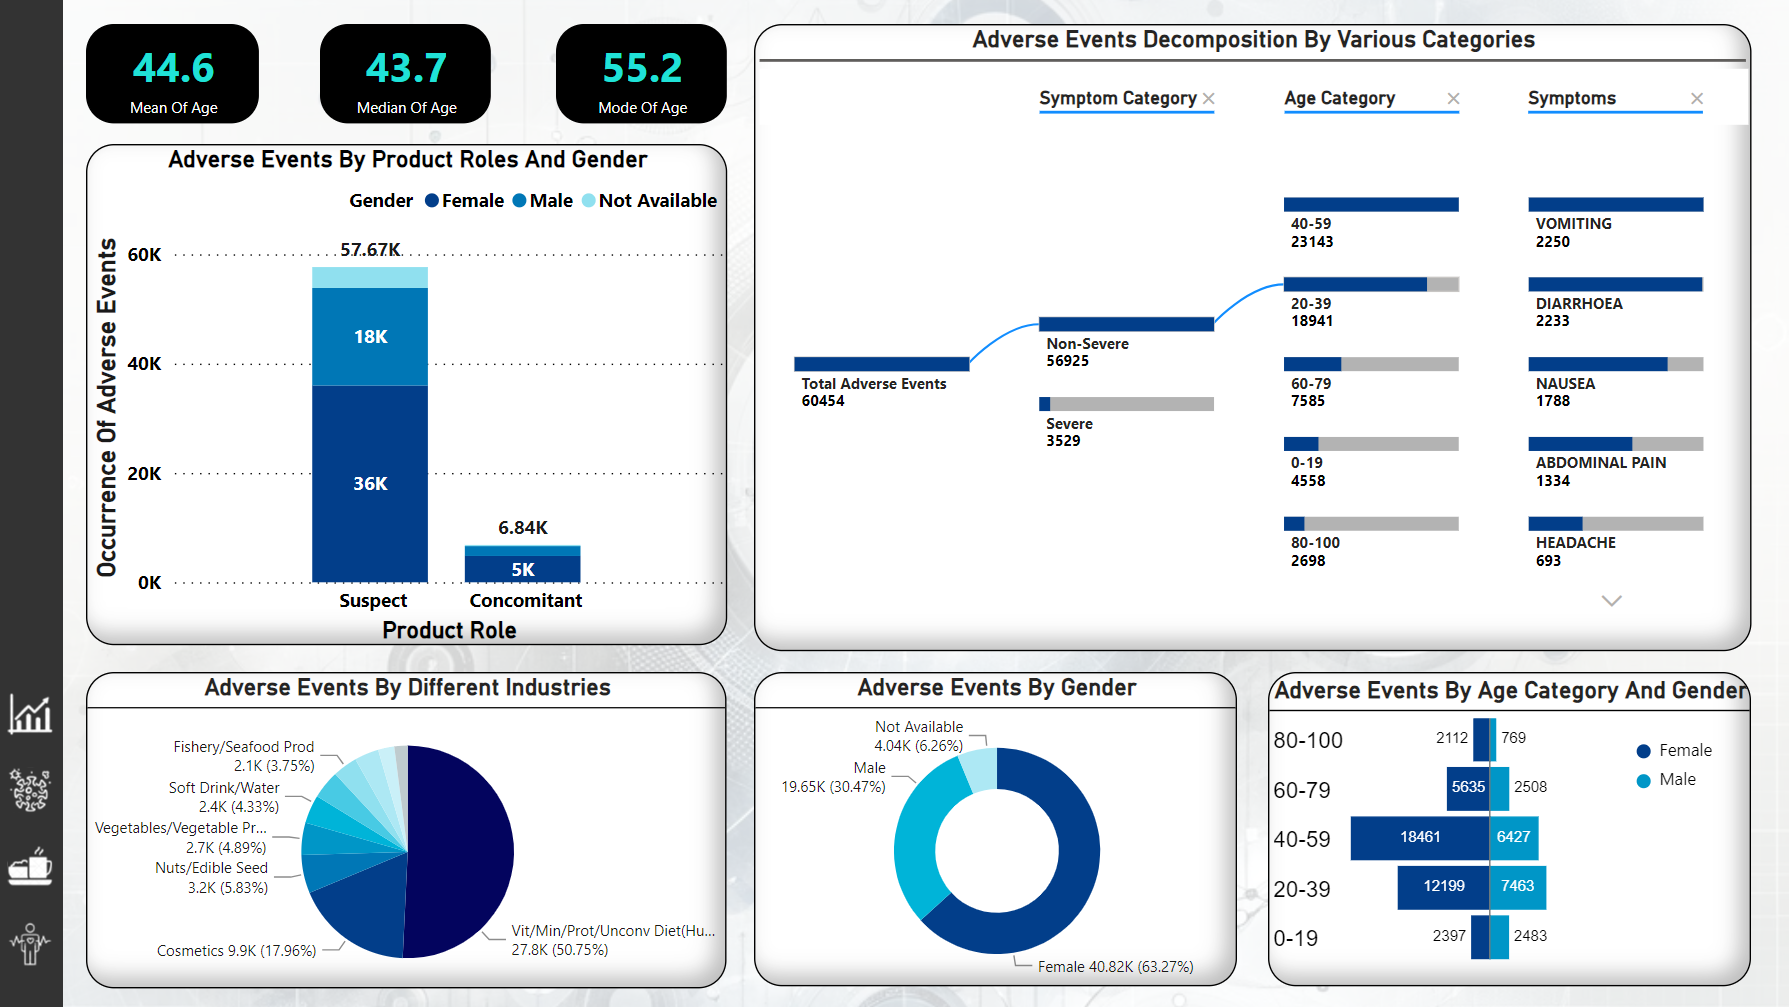 44.6
Mean Of Age
43.7
Median Of Age
55.2
Mode Of Age
Adverse Events By Product Roles And Gender
Gender Female Male Not Available
Occurrence Of Adverse Events
60K
40K
20K
0K
57.67K
18K
36K
6.84K
5K
Suspect
Concomitant
Product Role
Adverse Events Decomposition By Various Categories
Symptom Category
Age Category
Symptoms
Total Adverse Events
60454
Non-Severe
56925
Severe
3529
40-59
23143
20-39
18941
60-79
7585
0-19
4558
80-100
2698
VOMITING
2250
DIARRHOEA
2233
NAUSEA
1788
ABDOMINAL PAIN
1334
HEADACHE
693
Adverse Events By Different Industries
Fishery/Seafood Prod
2.1K (3.75%)
Soft Drink/Water
2.4K (4.33%)
Vegetables/Vegetable Pr...
2.7K (4.89%)
Nuts/Edible Seed
3.2K (5.83%)
Cosmetics 9.9K (17.96%)
Vit/Min/Prot/Unconv Diet(Hu...
27.8K (50.75%)
Adverse Events By Gender
Not Available
4.04K (6.26%)
Male
19.65K (30.47%)
Female 40.82K (63.27%)
Adverse Events By Age Category And Gender
Female
Male
80-100 2112 769
60-79 5635 2508
40-59 18461 6427
20-39 12199 7463
0-19 2397 2483